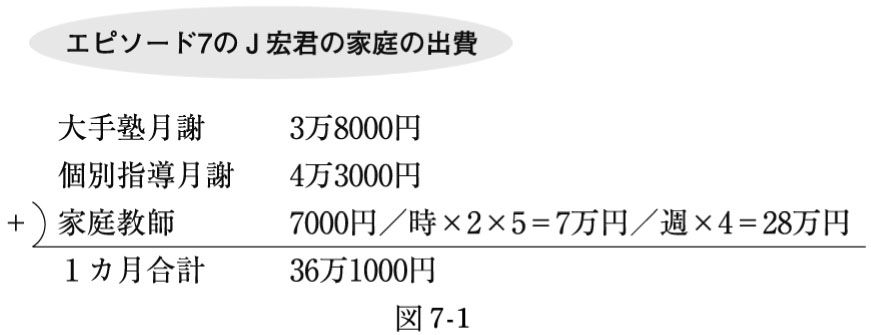 エピソード7のJ宏君の家庭の出費
大手塾月謝 3万8000円
個別指導月謝 4万3000円
+）家庭教師 7000円／時×2×5=7万円／週×4=28万円
1カ月合計 36万1000円
図7-1